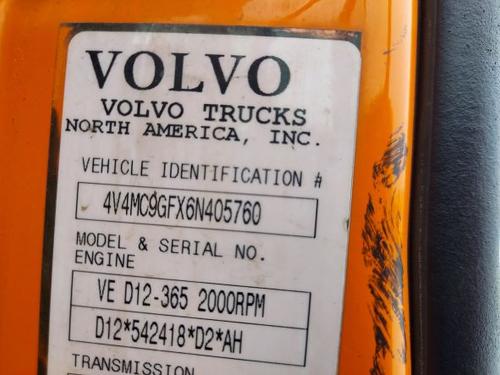 VOLVO
VOLVO TRUCKS
NORTH AMERICA, INC.
VEHICLE IDENTIFICATION #
4V4MC9GFX6N405760
MODEL & SERIAL NO.
ENGINE
VE D12-365 2000RPM
D12*542418*D2*AH
TRANSMISSION